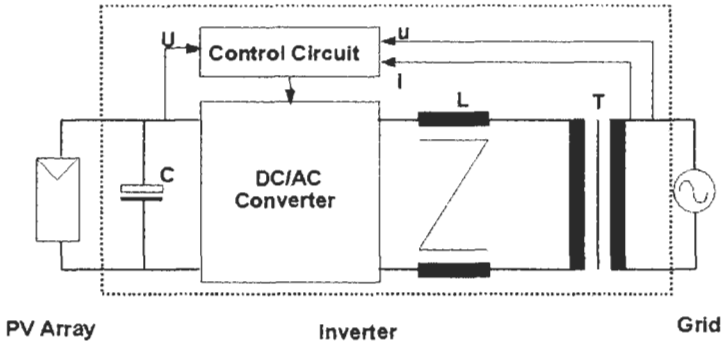 U
Control Circuit
u
I
L
T
C
DC/AC
Converter
PV Array
Inverter
Grid